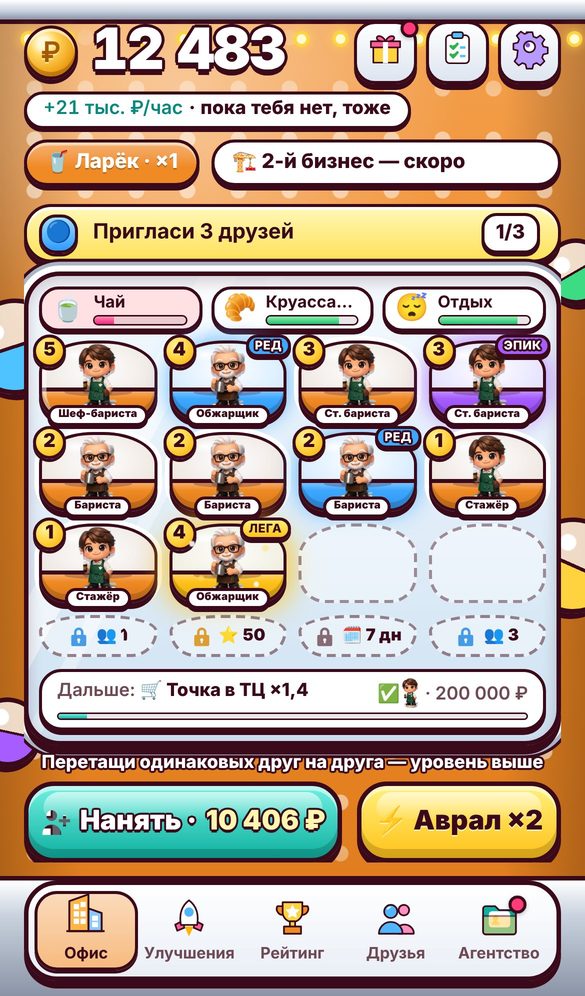 12 483
+21 тыс. ₽/час · пока тебя нет, тоже
Ларёк · ×1
2-й бизнес — скоро
Пригласи 3 друзей
1/3
Чай
Круасса...
Отдых
5
4
РЕД
3
3
ЭПИК
Шеф-бариста
Обжарщик
Ст. бариста
Ст. бариста
2
2
2
РЕД
1
Бариста
Бариста
Бариста
Стажёр
1
4
ЛЕГА
Стажёр
Обжарщик
1
50
7 дн
3
Дальше: Точка в ТЦ ×1,4
· 200 000 ₽
Перетащи одинаковых друг на друга — уровень выше
Нанять · 10 406 ₽
Аврал ×2
Офис
Улучшения
Рейтинг
Друзья
Агентство